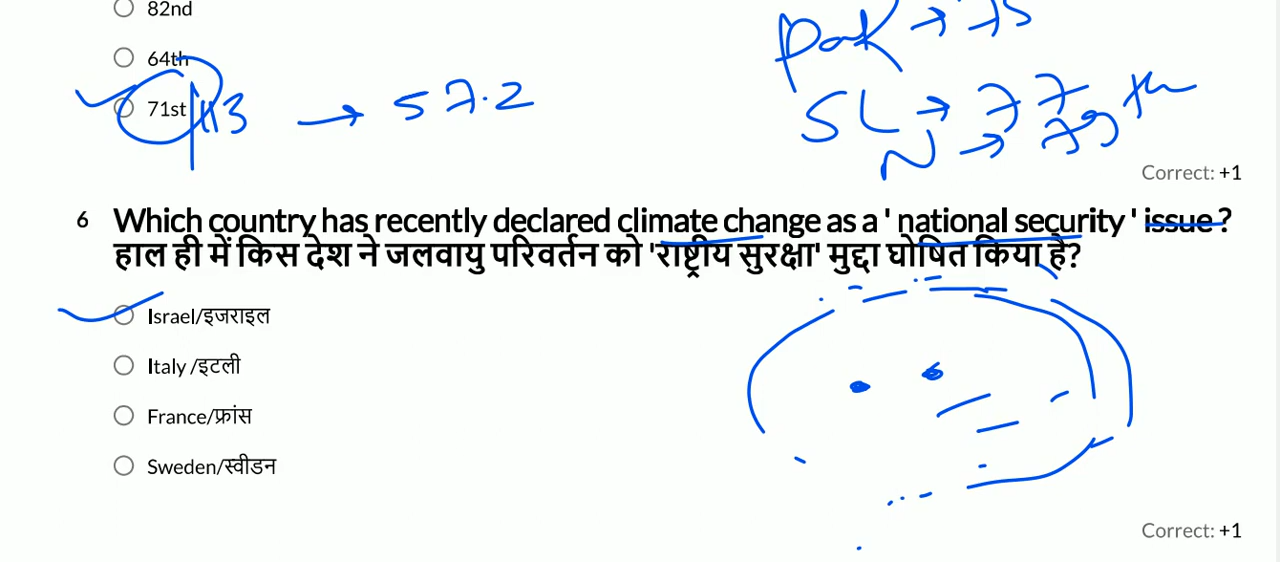 82nd
64th
71st
113 → 57.2
Pak → 75
SL → 77th
N → 79
Correct: +1
6 Which country has recently declared climate change as a ' national security ' issue ?
हाल ही में किस देश ने जलवायु परिवर्तन को 'राष्ट्रीय सुरक्षा' मुद्दा घोषित किया है?
Israel/इजराइल
Italy /इटली
France/फ्रांस
Sweden/स्वीडन
Correct: +1